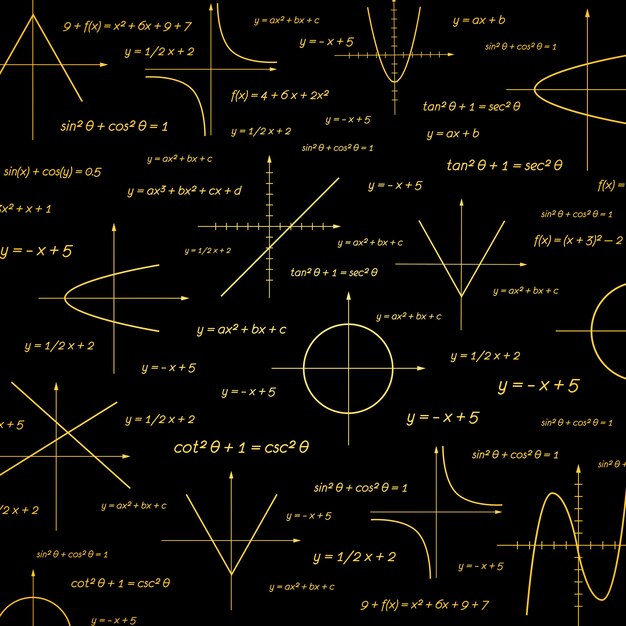 y = ax² + bx + c
y = ax + b
9 + f(x) = x² + 6x + 9 + 7
y = - x + 5
sin² θ + cos² θ = 1
y = 1/2 x + 2
f(x) = 4 + 6 x + 2x²
tan² θ + 1 = sec² θ
y = - x + 5
sin² θ + cos² θ = 1
y = 1/2 x + 2
y = ax + b
sin² θ + cos² θ = 1
y = ax² + bx + c
tan² θ + 1 = sec² θ
sin(x) + cos(y) = 0.5
y = ax³ + bx² + cx + d
y = - x + 5
f(x) =
3x² + x + 1
sin² θ + cos² θ = 1
y = - x + 5
y = 1/2 x + 2
y = ax² + bx + c
f(x) = (x + 3)² – 2
tan² θ + 1 = sec² θ
y = ax² + bx + c
y = ax² + bx + c
y = ax² + bx + c
y = 1/2 x + 2
y = 1/2 x + 2
y = - x + 5
y = - x + 5
y = - x + 5
x + 5
y = 1/2 x + 2
y = - x + 5
sin² θ + cos² θ = 1
cot² θ + 1 = csc² θ
sin² θ + cos² θ = 1
sin² θ +
sin² θ + cos² θ = 1
/2 x + 2
y = ax² + bx + c
y = - x + 5
sin² θ + cos² θ = 1
y = 1/2 x + 2
y = - x + 5
cot² θ + 1 = csc² θ
y = ax² + bx + c
9 + f(x) = x² + 6x + 9 + 7
y = - x + 5